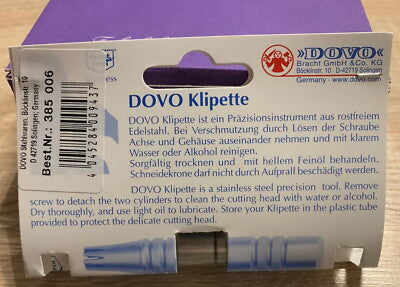 »DOVO«
Bracht GmbH & Co. KG
Böcklinstr. 10 - D 42719 Solingen
Germany - www.dovo.com
DOVO Stahlwaren, Böcklinstr. 10
D 42719 Solingen, Germany
Best.Nr.: 385 006
4 045284 009437
DOVO Klipette
DOVO Klipette ist ein Präzisionsinstrument aus rostfreiem
Edelstahl. Bei Verschmutzung durch Lösen der Schraube
Achse und Gehäuse auseinander nehmen und mit klarem
Wasser oder Alkohol reinigen.
Sorgfältig trocknen und mit hellem Feinöl behandeln.
Schneidekrone darf nicht durch Aufprall beschädigt werden.
DOVO Klipette is a stainless steel precision tool. Remove
screw to detach the two cylinders to clean the cutting head with water or alcohol.
Dry thoroughly, and use light oil to lubricate. Store your Klipette in the plastic tube
provided to protect the delicate cutting head.